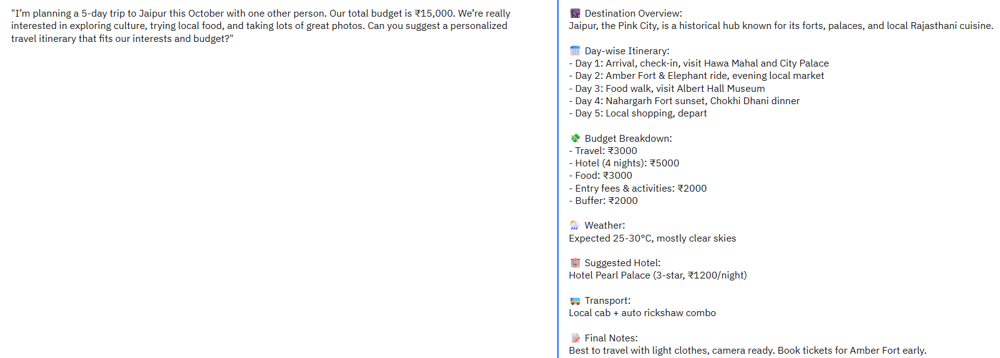 "I’m planning a 5-day trip to Jaipur this October with one other person. Our total budget is ₹15,000. We’re really
interested in exploring culture, trying local food, and taking lots of great photos. Can you suggest a personalized
travel itinerary that fits our interests and budget?"
Destination Overview:
Jaipur, the Pink City, is a historical hub known for its forts, palaces, and local Rajasthani cuisine.
Day-wise Itinerary:
- Day 1: Arrival, check-in, visit Hawa Mahal and City Palace
- Day 2: Amber Fort & Elephant ride, evening local market
- Day 3: Food walk, visit Albert Hall Museum
- Day 4: Nahargarh Fort sunset, Chokhi Dhani dinner
- Day 5: Local shopping, depart
Budget Breakdown:
- Travel: ₹3000
- Hotel (4 nights): ₹5000
- Food: ₹3000
- Entry fees & activities: ₹2000
- Buffer: ₹2000
Weather:
Expected 25-30°C, mostly clear skies
Suggested Hotel:
Hotel Pearl Palace (3-star, ₹1200/night)
Transport:
Local cab + auto rickshaw combo
Final Notes:
Best to travel with light clothes, camera ready. Book tickets for Amber Fort early.